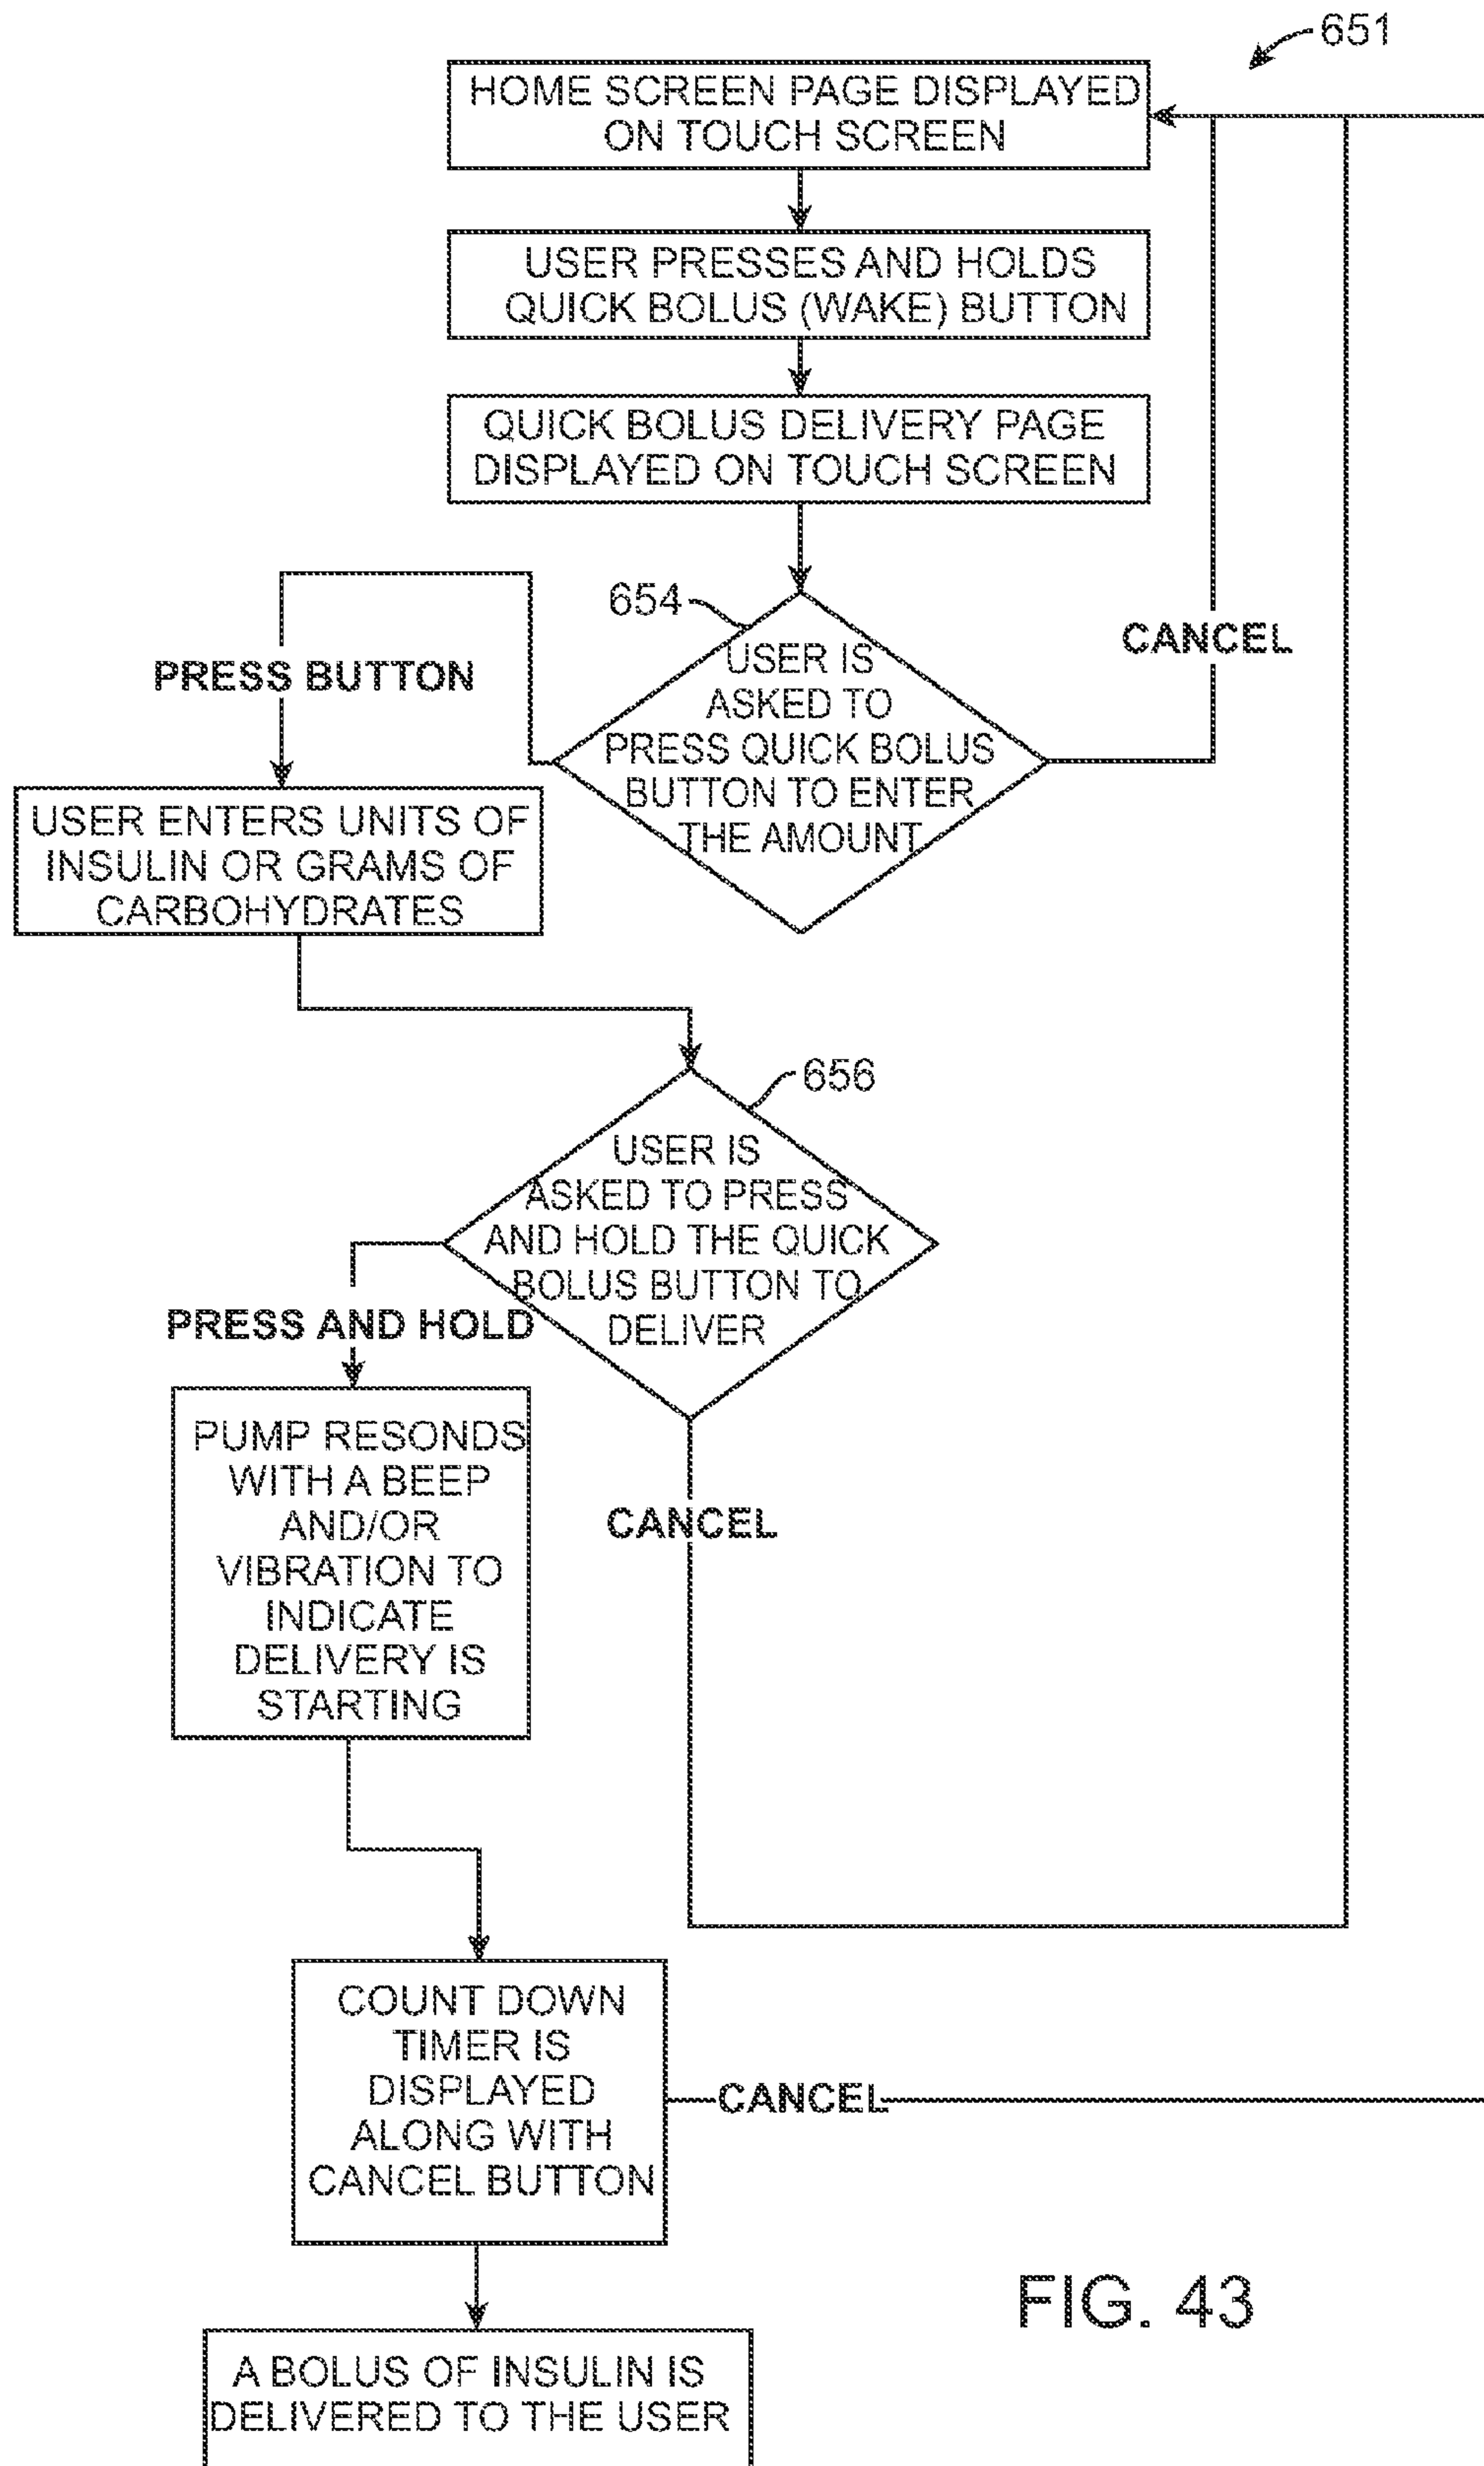 651
HOME SCREEN PAGE DISPLAYED
ON TOUCH SCREEN
USER PRESSES AND HOLDS
QUICK BOLUS (WAKE) BUTTON
QUICK BOLUS DELIVERY PAGE
DISPLAYED ON TOUCH SCREEN
654
USER IS
ASKED TO
PRESS QUICK BOLUS
BUTTON TO ENTER
THE AMOUNT
CANCEL
PRESS BUTTON
USER ENTERS UNITS OF
INSULIN OR GRAMS OF
CARBOHYDRATES
656
USER IS
ASKED TO PRESS
AND HOLD THE QUICK
BOLUS BUTTON TO
DELIVER
PRESS AND HOLD
CANCEL
PUMP RESONDS
WITH A BEEP
AND/OR
VIBRATION TO
INDICATE
DELIVERY IS
STARTING
COUNT DOWN
TIMER IS
DISPLAYED
ALONG WITH
CANCEL BUTTON
CANCEL
A BOLUS OF INSULIN IS
DELIVERED TO THE USER
FIG. 43